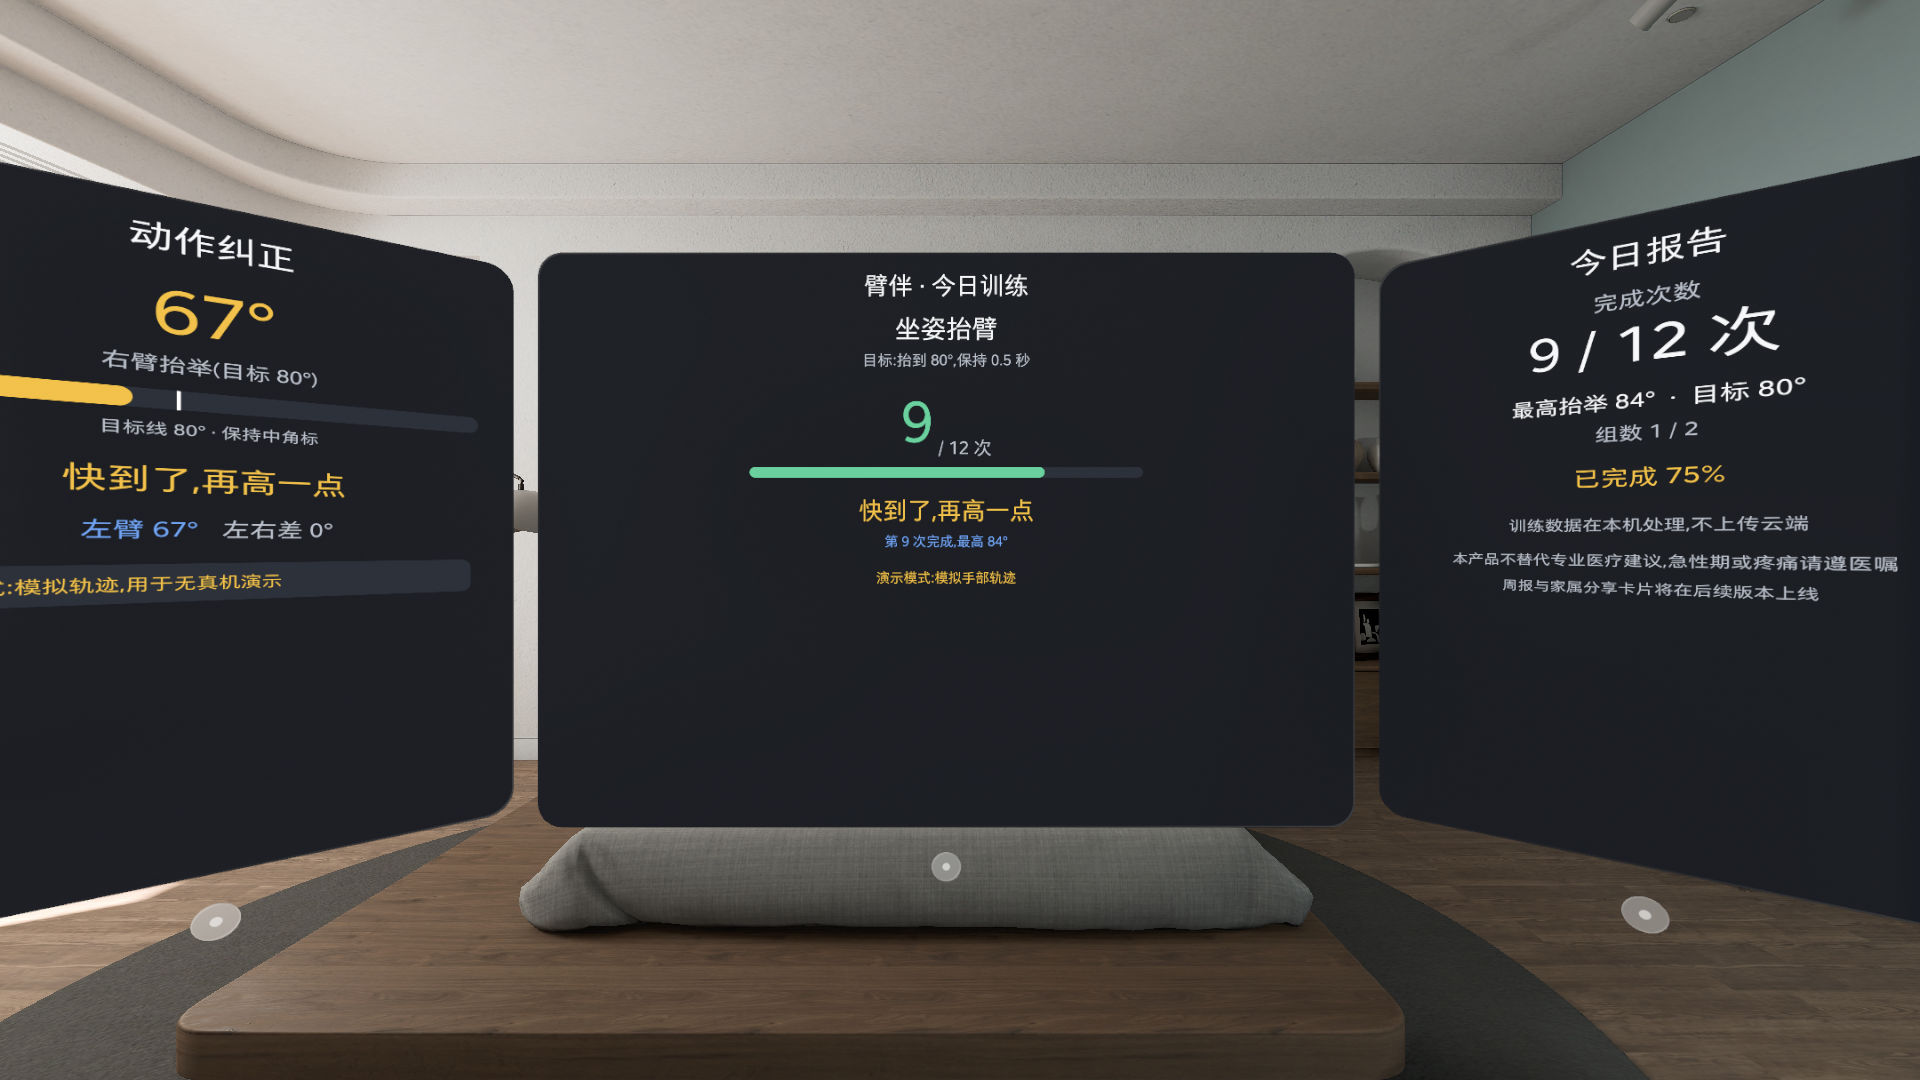 动作纠正
67°
右臂抬举(目标 80°)
目标线 80° · 保持中角标
快到了,再高一点
左臂 67° 左右差 0°
:模拟轨迹,用于无真机演示
臂伴 · 今日训练
坐姿抬臂
目标:抬到 80°,保持 0.5 秒
9 / 12 次
快到了,再高一点
第 9 次完成,最高 84°
演示模式:模拟手部轨迹
今日报告
完成次数
9 / 12 次
最高抬举 84° · 目标 80°
组数 1 / 2
已完成 75%
训练数据在本机处理,不上传云端
本产品不替代专业医疗建议,急性期或疼痛请遵医嘱
周报与家属分享卡片将在后续版本上线